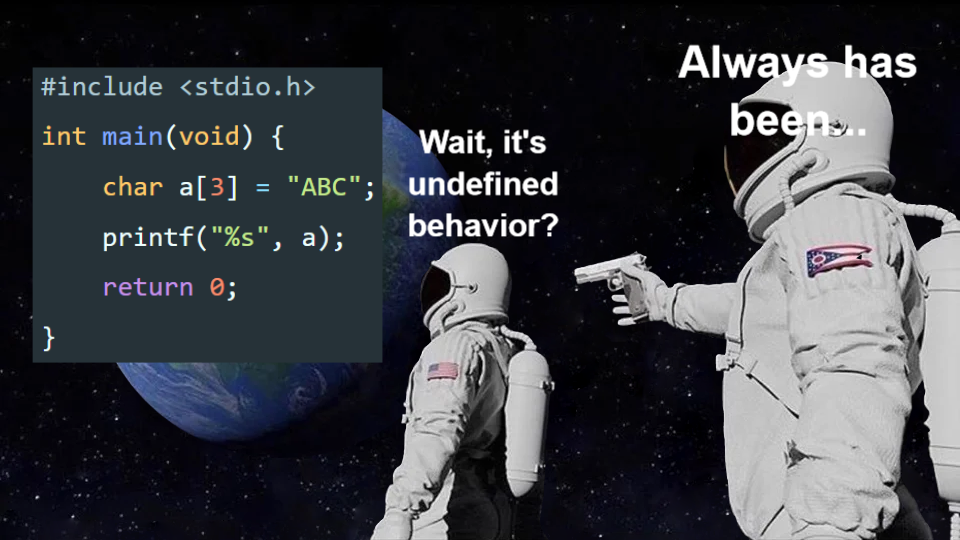 #include <stdio.h>
int main(void) {
    char a[3] = "ABC";
    printf("%s", a);
    return 0;
}
Wait, it's
undefined
behavior?
Always has
been...